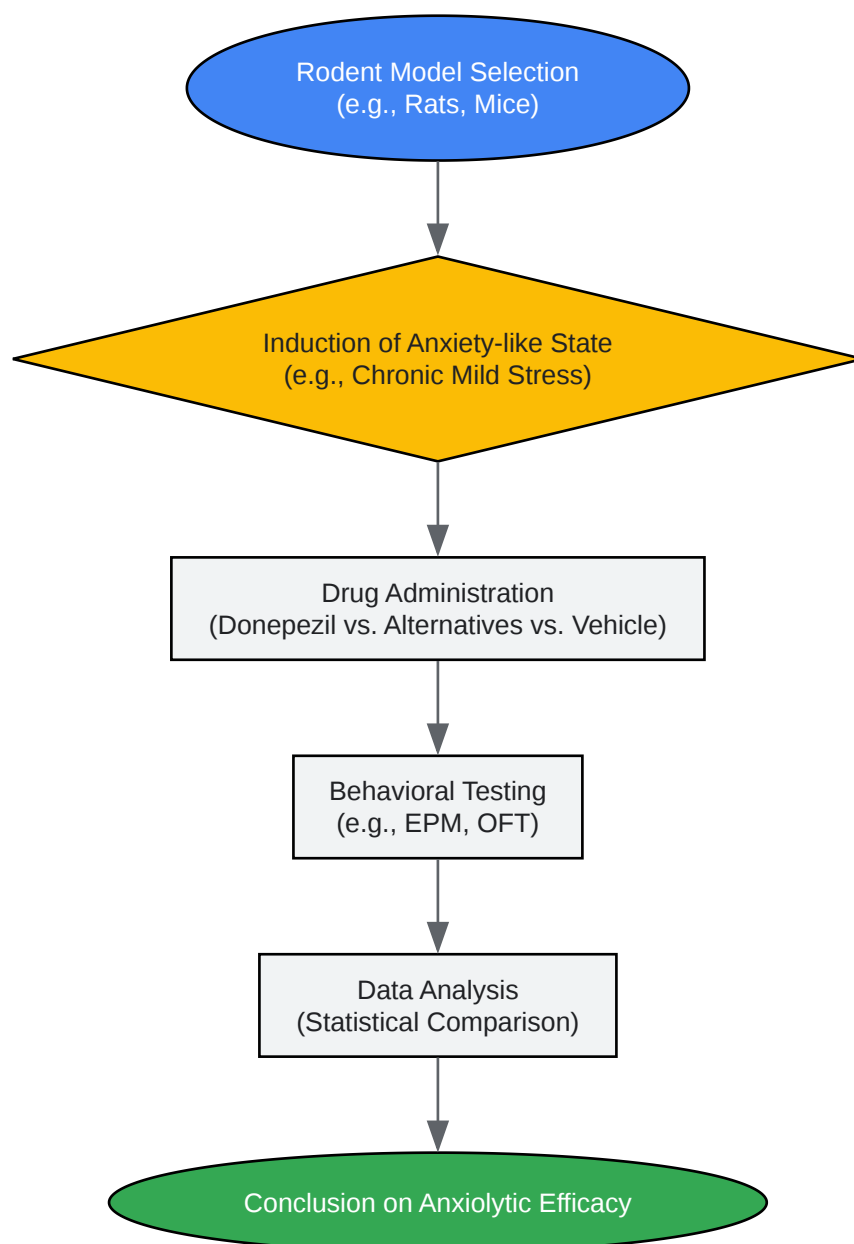 Rodent Model Selection
(e.g., Rats, Mice)
Induction of Anxiety-like State
(e.g., Chronic Mild Stress)
Drug Administration
(Donepezil vs. Alternatives vs. Vehicle)
Behavioral Testing
(e.g., EPM, OFT)
Data Analysis
(Statistical Comparison)
Conclusion on Anxiolytic Efficacy